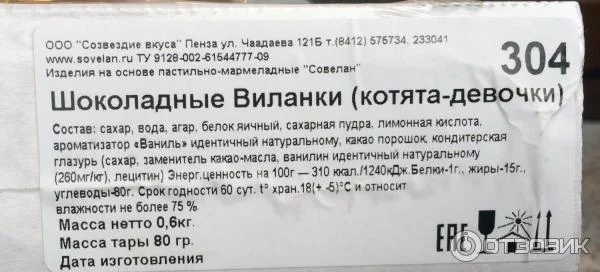 ООО "Созвездие вкуса" Пенза ул. Чаадаева 121Б т.(8412) 575734, 233041
www.sovelan.ru ТУ 9128-002-61544777-09
Изделия на основе пастильно-мармеладные "Совелан"
304
Шоколадные Виланки (котята-девочки)
Состав: сахар, вода, агар, белок яичный, сахарная пудра, лимонная кислота,
ароматизатор «Ваниль» идентичный натуральному, какао порошок, кондитерская
глазурь (сахар, заменитель какао-масла, ванилин идентичный натуральному
(260мг/кг), лецитин) Энерг.ценность на 100г— 310 ккал./1240кДж.Белки-1г., жиры-15г.,
углеводы-80г. Срок годности 60 сут. t° хран.18(+ -5)°С и относит.
влажности не более 75 %.
Масса нетто 0,6кг.
Масса тары 80 гр.
Дата изготовления
EAC
ОТЗОВИК